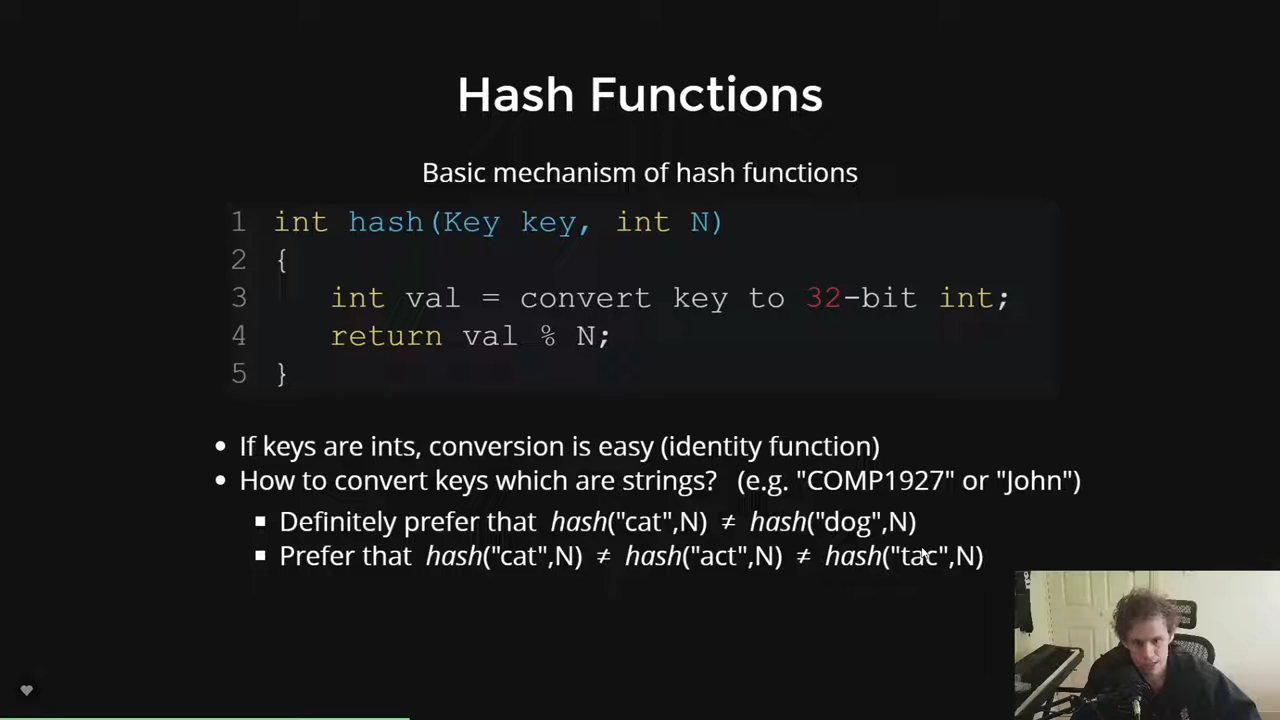 Hash Functions
Basic mechanism of hash functions
1 int hash(Key key, int N)
2 {
3 int val = convert key to 32-bit int;
4 return val % N;
5 }
• If keys are ints, conversion is easy (identity function)
• How to convert keys which are strings? (e.g. "COMP1927" or "John")
▪ Definitely prefer that hash("cat",N) ≠ hash("dog",N)
▪ Prefer that hash("cat",N) ≠ hash("act",N) ≠ hash("tac",N)